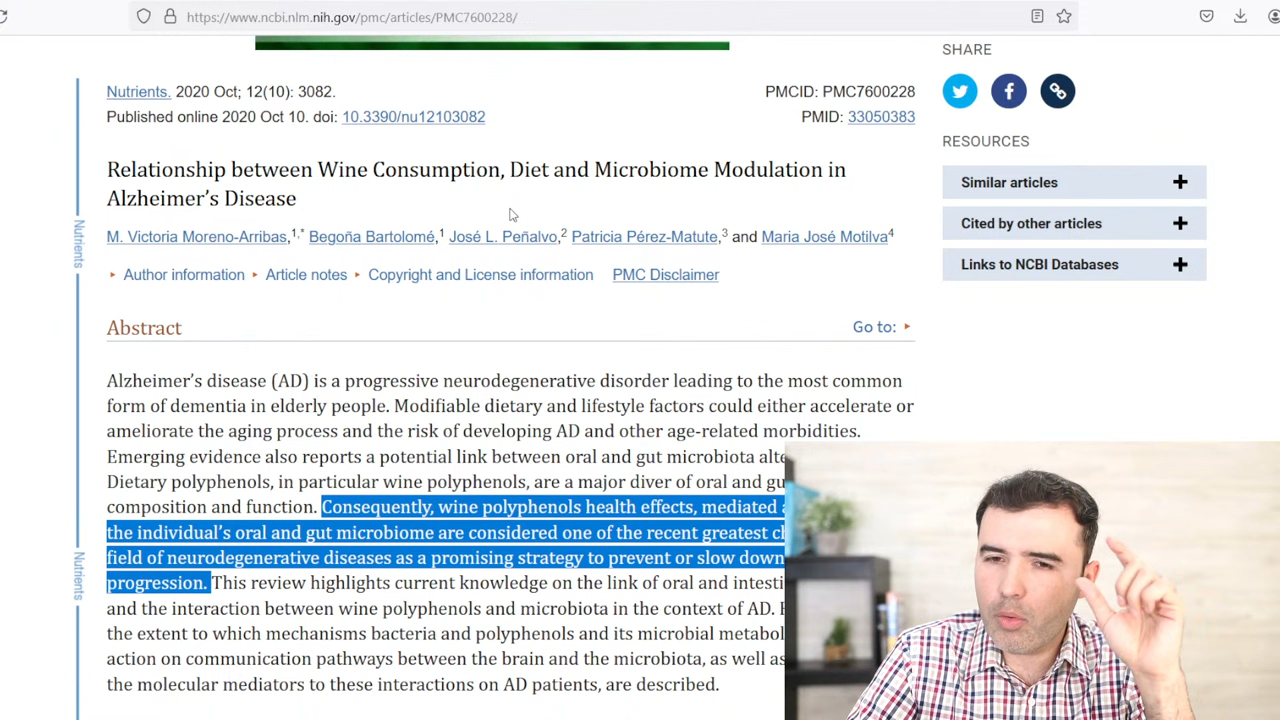 https://www.ncbi.nlm.nih.gov/pmc/articles/PMC7600228/
Nutrients. 2020 Oct; 12(10): 3082.
PMCID: PMC7600228
Published online 2020 Oct 10. doi: 10.3390/nu12103082
PMID: 33050383
Relationship between Wine Consumption, Diet and Microbiome Modulation in
Alzheimer's Disease
M. Victoria Moreno-Arribas,1,* Begoña Bartolomé,1 José L. Peñalvo,2 Patricia Pérez-Matute,3 and Maria José Motilva4
Author information Article notes Copyright and License information PMC Disclaimer
Abstract
Go to:
Alzheimer's disease (AD) is a progressive neurodegenerative disorder leading to the most common
form of dementia in elderly people. Modifiable dietary and lifestyle factors could either accelerate or
ameliorate the aging process and the risk of developing AD and other age-related morbidities.
Emerging evidence also reports a potential link between oral and gut microbiota alte
Dietary polyphenols, in particular wine polyphenols, are a major diver of oral and gu
composition and function. Consequently, wine polyphenols health effects, mediated a
the individual's oral and gut microbiome are considered one of the recent greatest ch
field of neurodegenerative diseases as a promising strategy to prevent or slow down
progression. This review highlights current knowledge on the link of oral and intesti
and the interaction between wine polyphenols and microbiota in the context of AD.
the extent to which mechanisms bacteria and polyphenols and its microbial metabol
action on communication pathways between the brain and the microbiota, as well as
the molecular mediators to these interactions on AD patients, are described.
Nutrients
Nutrients
SHARE
RESOURCES
Similar articles
Cited by other articles
Links to NCBI Databases